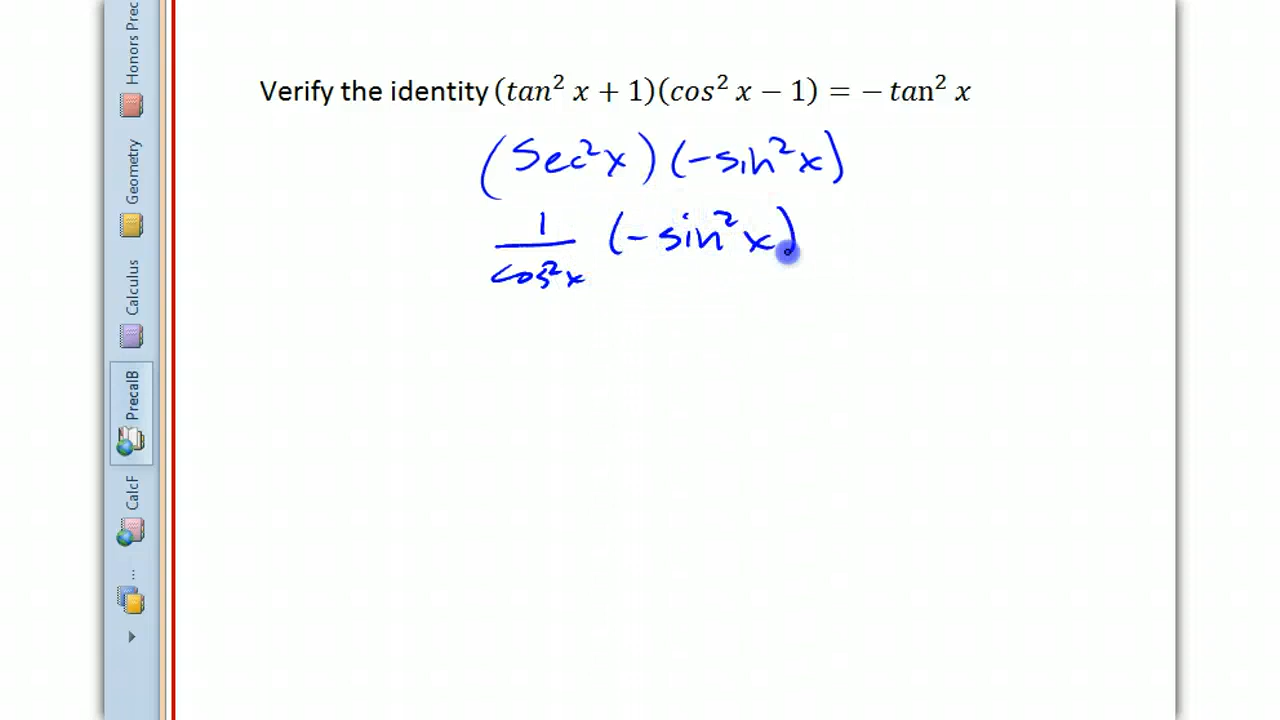 Honors Prec
Geometry
Calculus
PrecalB
CalcF
...
Verify the identity (tan² x + 1)(cos² x − 1) = − tan² x
(Sec²x)(-sin²x)
1/cos²x (-sin²x)